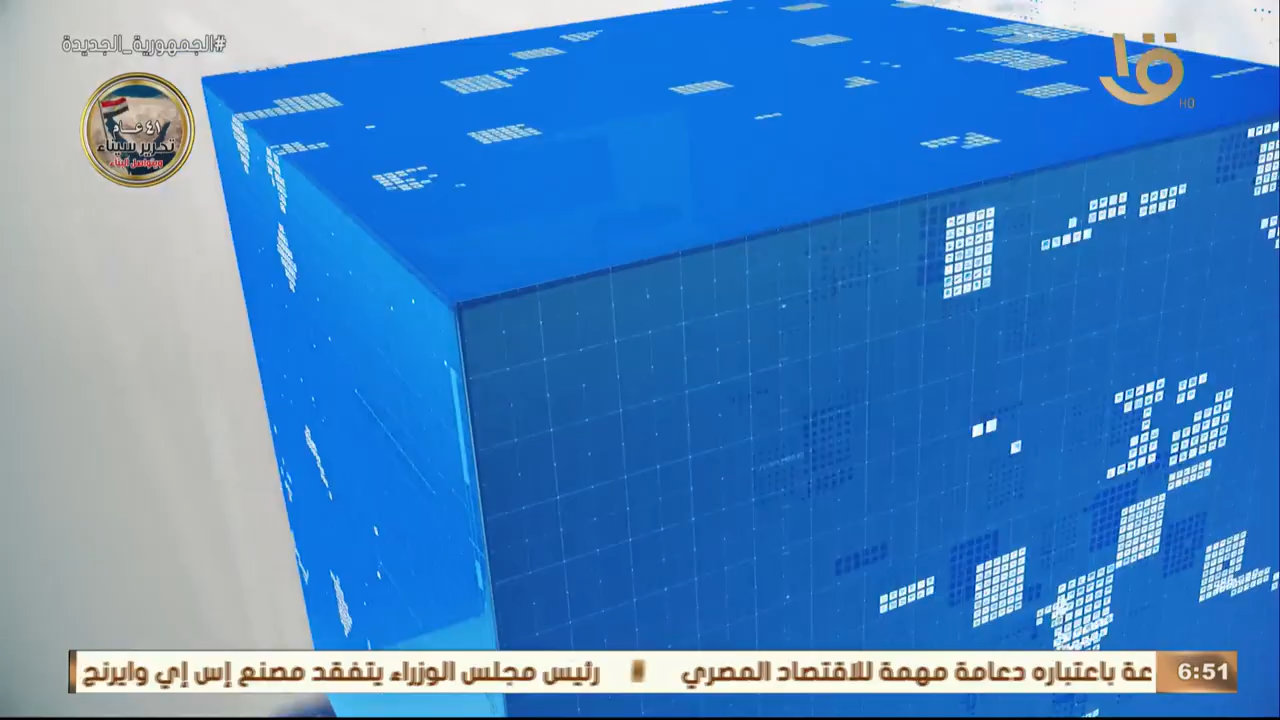 #الجمهورية_الجديدة
HD
٤١ عـام
تحرير سيناء
عة باعتباره دعامة مهمة للاقتصاد المصري
رئيس مجلس الوزراء يتفقد مصنع إس إي وايرنج
6:51